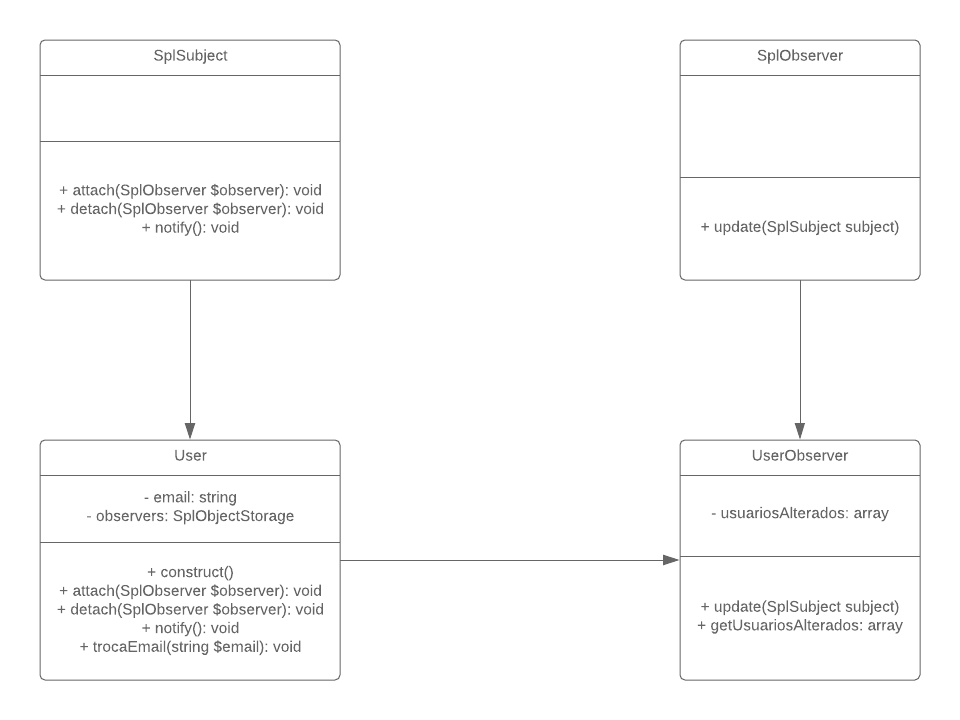 SplSubject
+ attach(SplObserver $observer): void
+ detach(SplObserver $observer): void
+ notify(): void
SplObserver
+ update(SplSubject subject)
User
- email: string
- observers: SplObjectStorage
+ construct()
+ attach(SplObserver $observer): void
+ detach(SplObserver $observer): void
+ notify(): void
+ trocaEmail(string $email): void
UserObserver
- usuariosAlterados: array
+ update(SplSubject subject)
+ getUsuariosAlterados: array